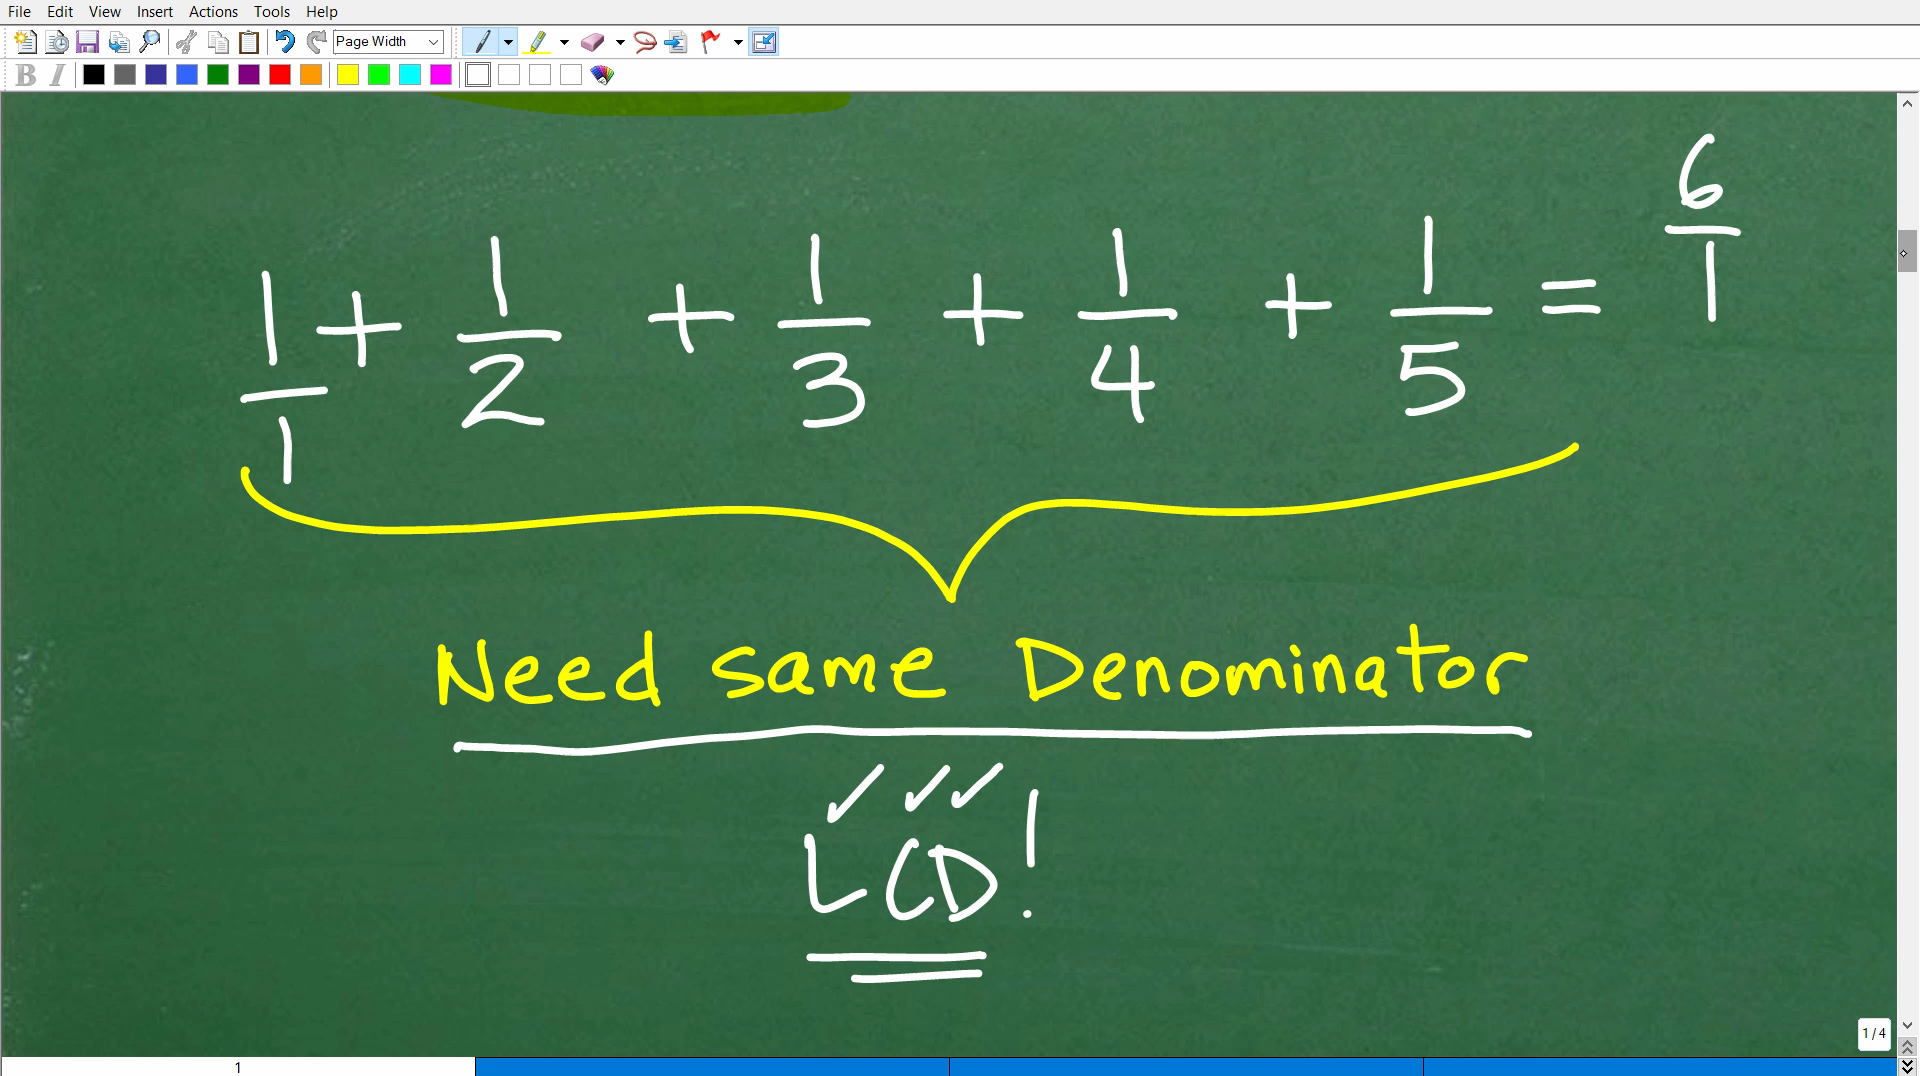 File Edit View Insert Actions Tools Help
Page Width
B I
1/1 + 1/2 + 1/3 + 1/4 + 1/5 = 6/1
Need same Denominator
✓ ✓ ✓
LCD!
1 / 4
1